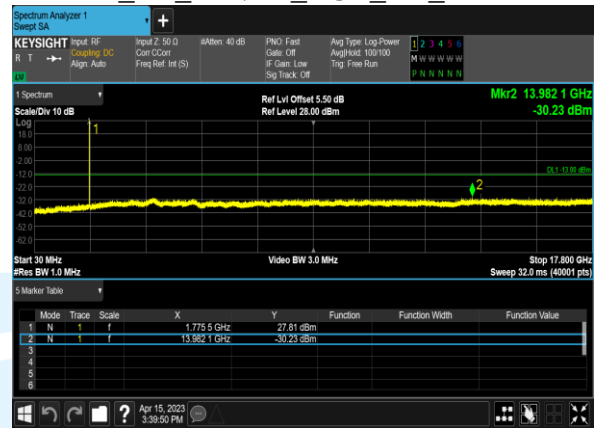 Spectrum Analyzer 1
Swept SA
+
KEYSIGHT Input: RF Input Z: 50 Ω #Atten: 40 dB PNO: Fast Avg Type: Log-Power 1 2 3 4 5 6
R T Coupling: DC Corr CCorr Gate: Off Avg|Hold: 100/100 M W W W W W
Align: Auto Freq Ref: Int (S) IF Gain: Low Trig: Free Run
Sig Track: Off P N N N N N
LW
1 Spectrum Ref Lvl Offset 5.50 dB Mkr2 13.982 1 GHz
Scale/Div 10 dB Ref Level 28.00 dBm -30.23 dBm
Log
18.0
8.00
-2.00
-12.0
-22.0
-32.0
-42.0
-52.0
-62.0
1
DL1 -13.00 dBm
2
Start 30 MHz Video BW 3.0 MHz Stop 17.800 GHz
#Res BW 1.0 MHz Sweep 32.0 ms (40001 pts)
5 Marker Table
Mode Trace Scale X Y Function Function Width Function Value
1 N 1 f 1.775 5 GHz 27.81 dBm
2 N 1 f 13.982 1 GHz -30.23 dBm
3
4
5
6
? Apr 15, 2023
3:39:50 PM